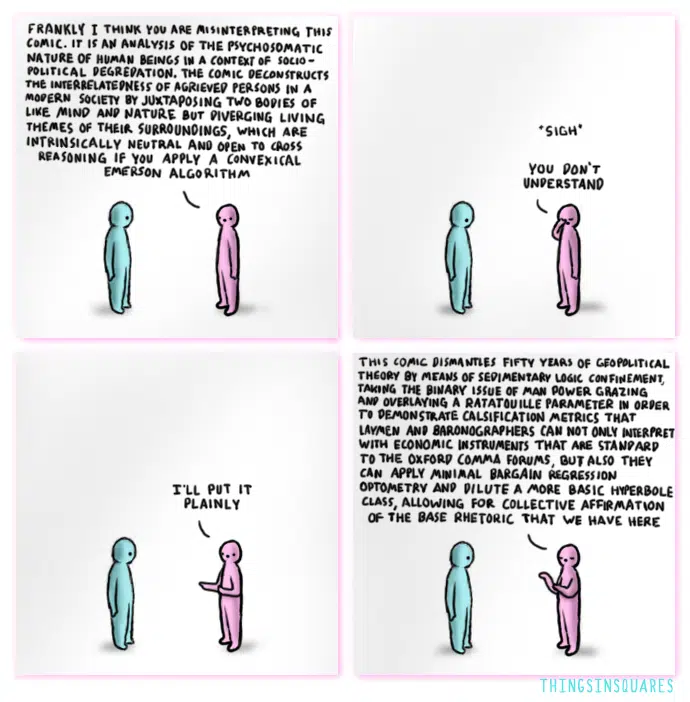 FRANKLY I THINK YOU ARE MISINTERPRETING THIS
COMIC. IT IS AN ANALYSIS OF THE PSYCHOSOMATIC
NATURE OF HUMAN BEINGS IN A CONTEXT OF SOCIO-
POLITICAL DEGREDATION. THE COMIC DECONSTRUCTS
THE INTERRELATEDNESS OF AGRIEVED PERSONS IN A
MODERN SOCIETY BY JUXTAPOSING TWO BODIES OF
LIKE MIND AND NATURE BUT DIVERGING LIVING
THEMES OF THEIR SURROUNDINGS, WHICH ARE
INTRINSICALLY NEUTRAL AND OPEN TO CROSS
REASONING IF YOU APPLY A CONVEXICAL
EMERSON ALGORITHM
*SIGH*
YOU DON'T
UNDERSTAND
I'LL PUT IT
PLAINLY
THIS COMIC DISMANTLES FIFTY YEARS OF GEOPOLITICAL
THEORY BY MEANS OF SEDIMENTARY LOGIC CONFINEMENT,
TAKING THE BINARY ISSUE OF MAN POWER GRAZING
AND OVERLAYING A RATATOUILLE PARAMETER IN ORDER
TO DEMONSTRATE CALSIFICATION METRICS THAT
LAYMEN AND BARONOGRAPHERS CAN NOT ONLY INTERPRET
WITH ECONOMIC INSTRUMENTS THAT ARE STANDARD
TO THE OXFORD COMMA FORUMS, BUT ALSO THEY
CAN APPLY MINIMAL BARGAIN REGRESSION
OPTOMETRY AND DILUTE A MORE BASIC HYPERBOLE
CLASS, ALLOWING FOR COLLECTIVE AFFIRMATION
OF THE BASE RHETORIC THAT WE HAVE HERE
THINGSINSQUARES